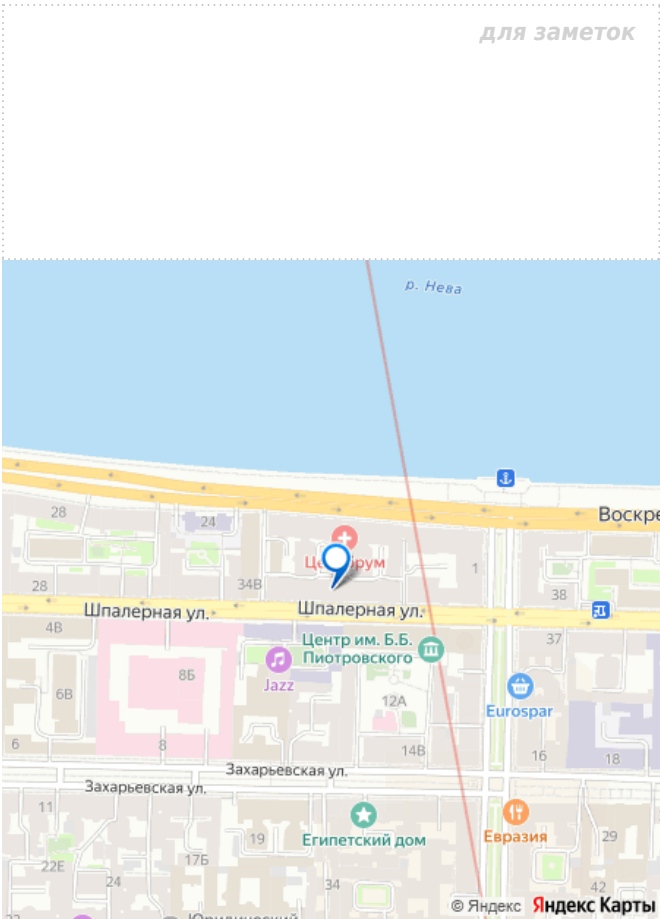 для заметок
р. Нева
28
24
Воскре
34В
1
28
38
Шпалерная ул.
Шпалерная ул.
4В
37
Центр им. Б.Б.
Пиотровского
8Б
Jazz
6В
12А
Eurospar
6
8
14В
16
18
Захарьевская ул.
Захарьевская ул.
11
19
Египетский дом
Евразия
29
22Е
17Б
24
34
42
© Яндекс Яндекс Карты